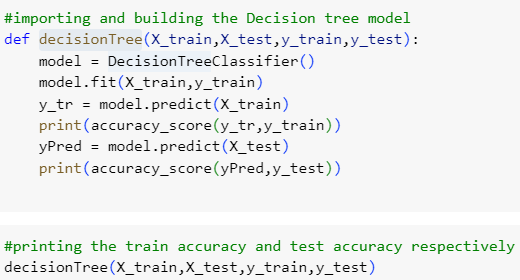 #importing and building the Decision tree model
def decisionTree(X_train,X_test,y_train,y_test):
    model = DecisionTreeClassifier()
    model.fit(X_train,y_train)
    y_tr = model.predict(X_train)
    print(accuracy_score(y_tr,y_train))
    yPred = model.predict(X_test)
    print(accuracy_score(yPred,y_test))
#printing the train accuracy and test accuracy respectively
decisionTree(X_train,X_test,y_train,y_test)